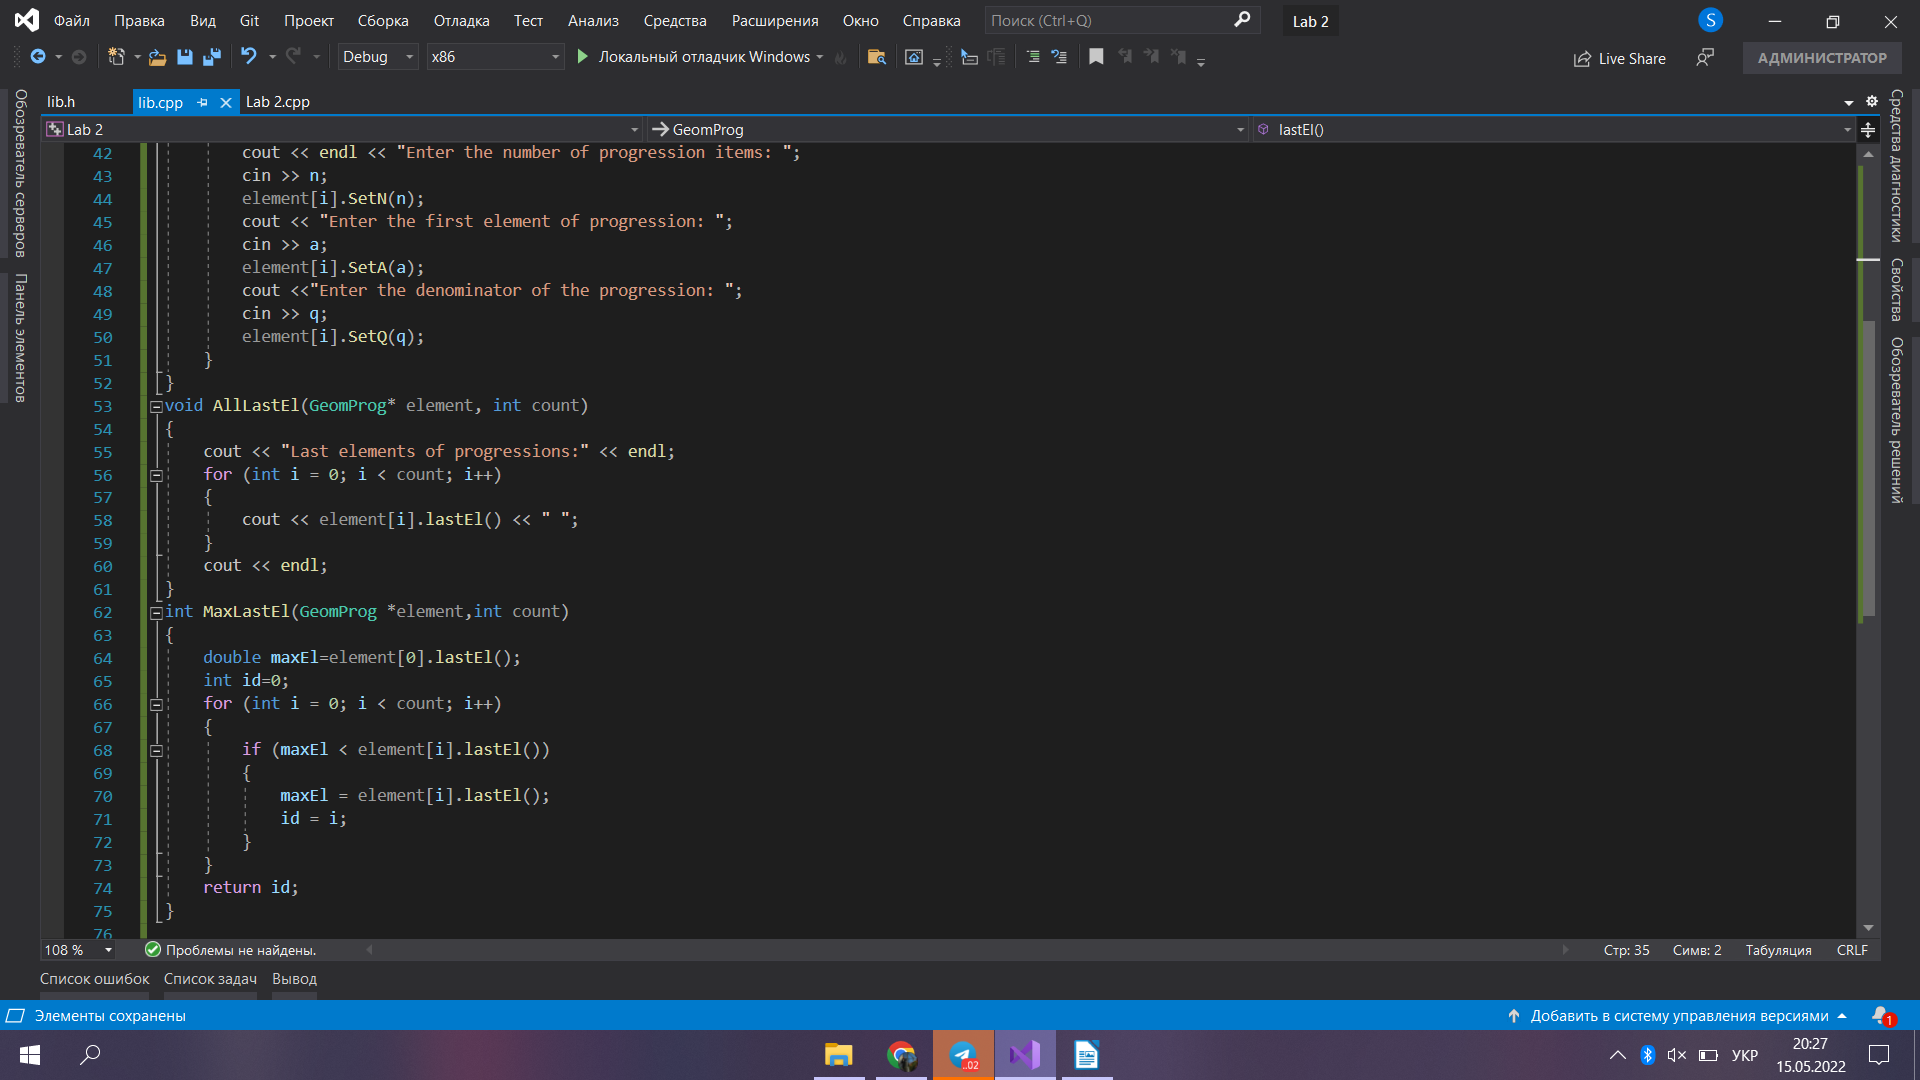 Файл Правка Вид Git Проект Сборка Отладка Тест Анализ Средства Расширения Окно Справка Поиск (Ctrl+Q) Lab 2 S
Debug x86 Локальный отладчик Windows Live Share АДМИНИСТРАТОР
lib.h lib.cpp Lab 2.cpp
Lab 2 GeomProg lastEl()
Обозреватель серверов
Панель элементов
42 cout << endl << "Enter the number of progression items: ";
43 cin >> n;
44 element[i].SetN(n);
45 cout << "Enter the first element of progression: ";
46 cin >> a;
47 element[i].SetA(a);
48 cout <<"Enter the denominator of the progression: ";
49 cin >> q;
50 element[i].SetQ(q);
51 }
52 }
53 void AllLastEl(GeomProg* element, int count)
54 {
55 cout << "Last elements of progressions:" << endl;
56 for (int i = 0; i < count; i++)
57 {
58 cout << element[i].lastEl() << " ";
59 }
60 cout << endl;
61 }
62 int MaxLastEl(GeomProg *element,int count)
63 {
64 double maxEl=element[0].lastEl();
65 int id=0;
66 for (int i = 0; i < count; i++)
67 {
68 if (maxEl < element[i].lastEl())
69 {
70 maxEl = element[i].lastEl();
71 id = i;
72 }
73 }
74 return id;
75 }
76
Средства диагностики
Свойства
Обозреватель решений
108 % Проблемы не найдены. Стр: 35 Симв: 2 Табуляция CRLF
Список ошибок Список задач Вывод
Элементы сохранены Добавить в систему управления версиями 1
..02 УКР 20:27
15.05.2022